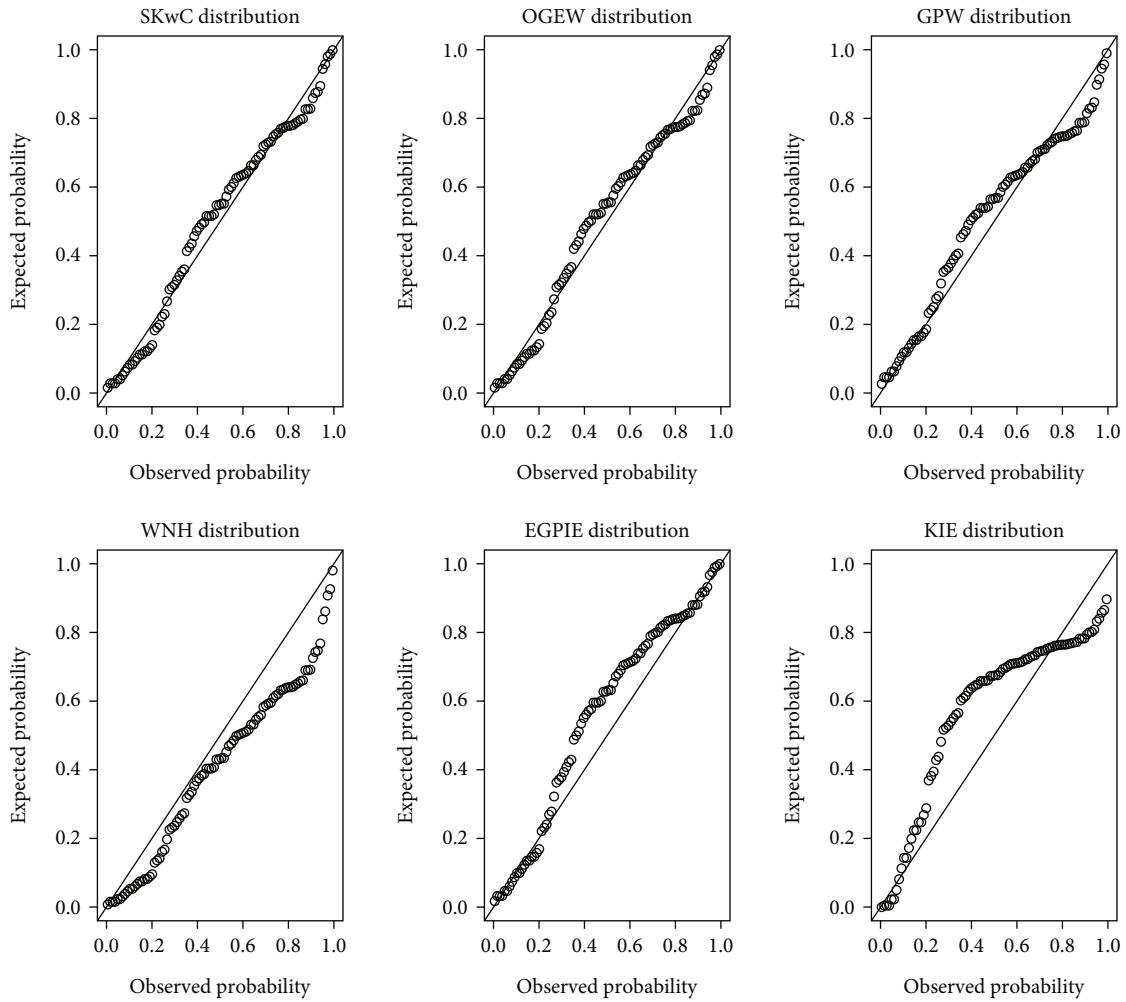 SKwC distribution
OGEW distribution
GPW distribution
Expected probability
1.0
0.8
0.6
0.4
0.2
0.0
0.0 0.2 0.4 0.6 0.8 1.0
Observed probability
Expected probability
1.0
0.8
0.6
0.4
0.2
0.0
0.0 0.2 0.4 0.6 0.8 1.0
Observed probability
Expected probability
1.0
0.8
0.6
0.4
0.2
0.0
0.0 0.2 0.4 0.6 0.8 1.0
Observed probability
WNH distribution
EGPIE distribution
KIE distribution
Expected probability
1.0
0.8
0.6
0.4
0.2
0.0
0.0 0.2 0.4 0.6 0.8 1.0
Observed probability
Expected probability
1.0
0.8
0.6
0.4
0.2
0.0
0.0 0.2 0.4 0.6 0.8 1.0
Observed probability
Expected probability
1.0
0.8
0.6
0.4
0.2
0.0
0.0 0.2 0.4 0.6 0.8 1.0
Observed probability